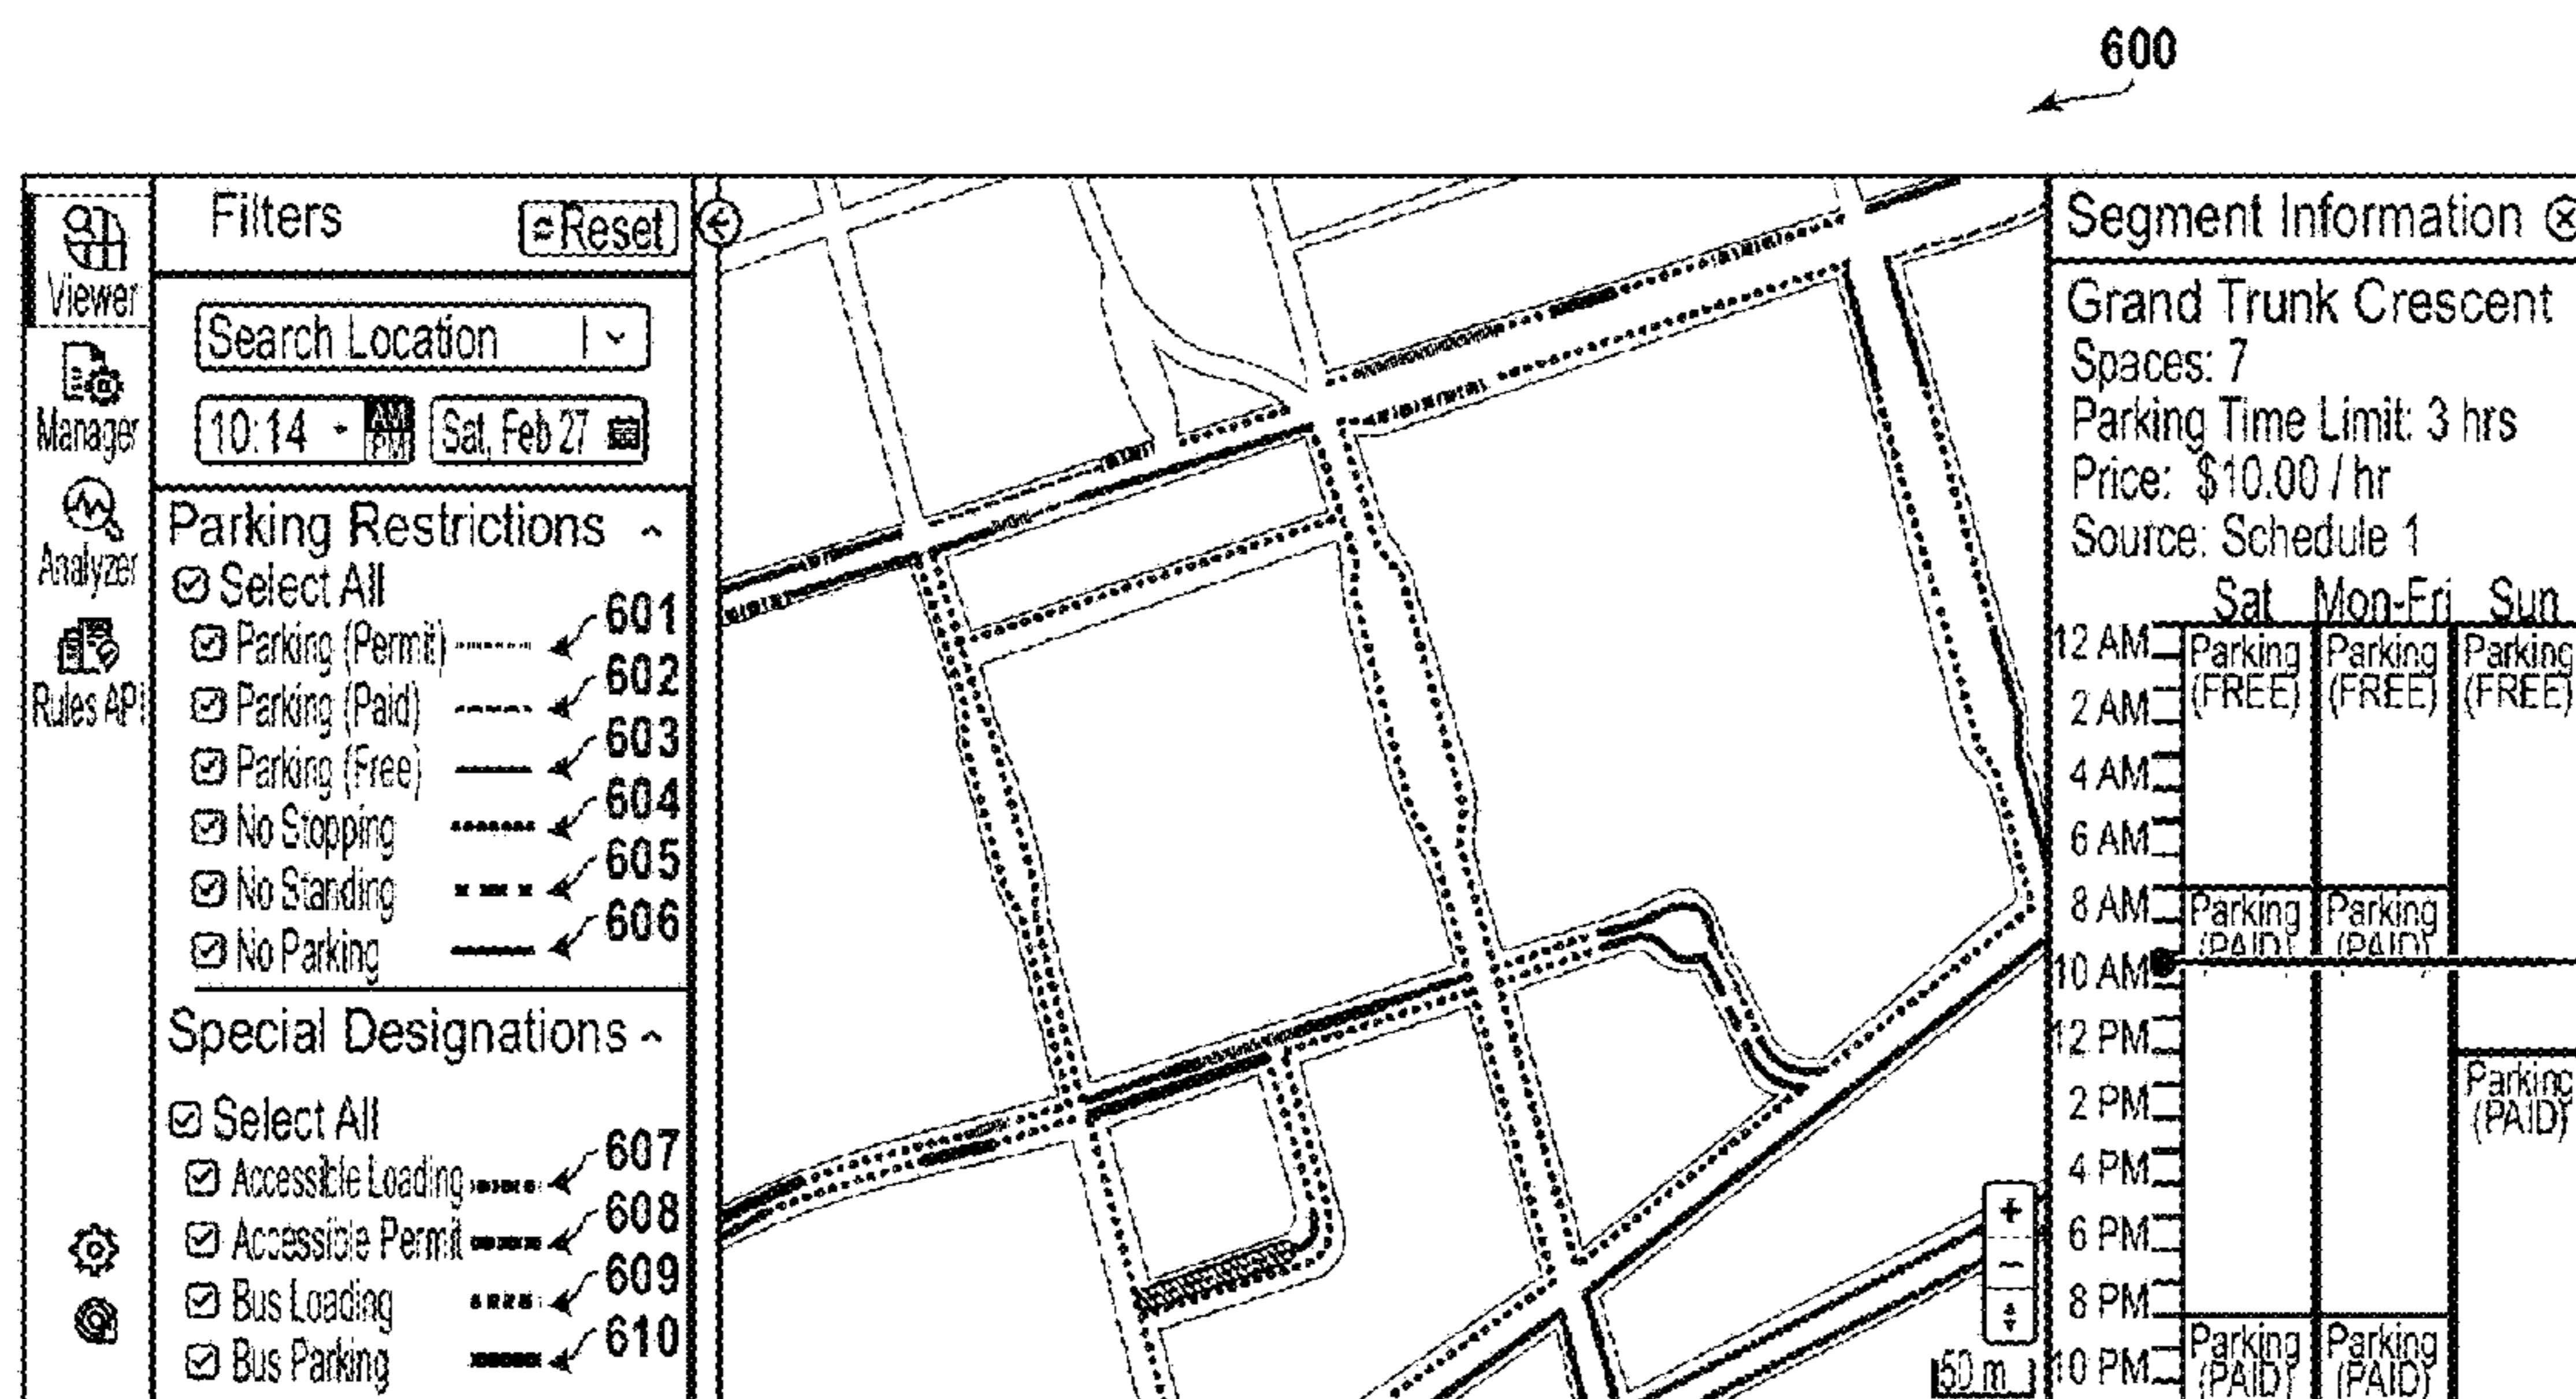 600
Viewer
Manager
Analyzer
Rules API
Filters
Reset
Search Location
10:14 AM PM Sat, Feb 27
Parking Restrictions
Select All
Parking (Permit) 601
Parking (Paid) 602
Parking (Free) 603
No Stopping 604
No Standing 605
No Parking 606
Special Designations
Select All
Accessible Loading 607
Accessible Permit 608
Bus Loading 609
Bus Parking 610
50 m
Segment Information
Grand Trunk Crescent
Spaces: 7
Parking Time Limit: 3 hrs
Price: $10.00 / hr
Source: Schedule 1
Sat Mon-Fri Sun
12 AM Parking Parking Parking
(FREE) (FREE) (FREE)
2 AM
4 AM
6 AM
8 AM Parking Parking
(PAID) (PAID)
10 AM
12 PM
Parking
2 PM (PAID)
4 PM
6 PM
8 PM
10 PM Parking Parking
(PAID) (PAID)